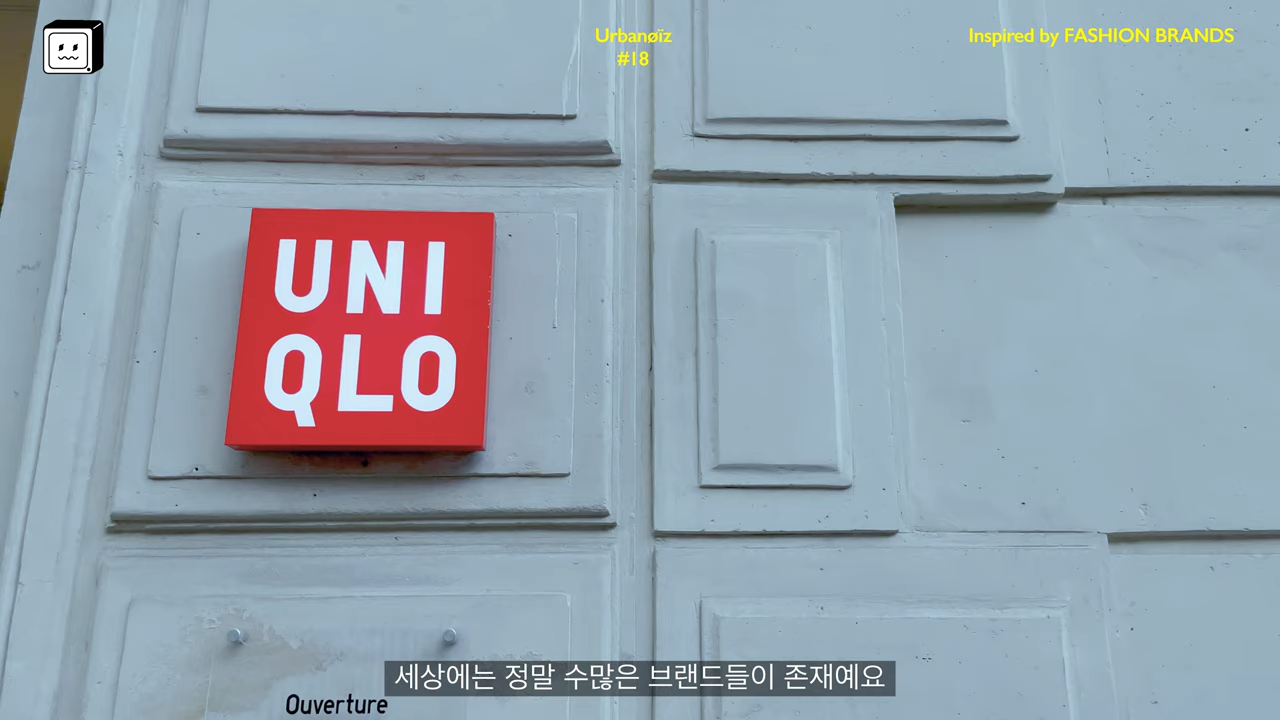 Urbanøïz
#18
Inspired by FASHION BRANDS
UNI
QLO
세상에는 정말 수많은 브랜드들이 존재예요
Ouverture